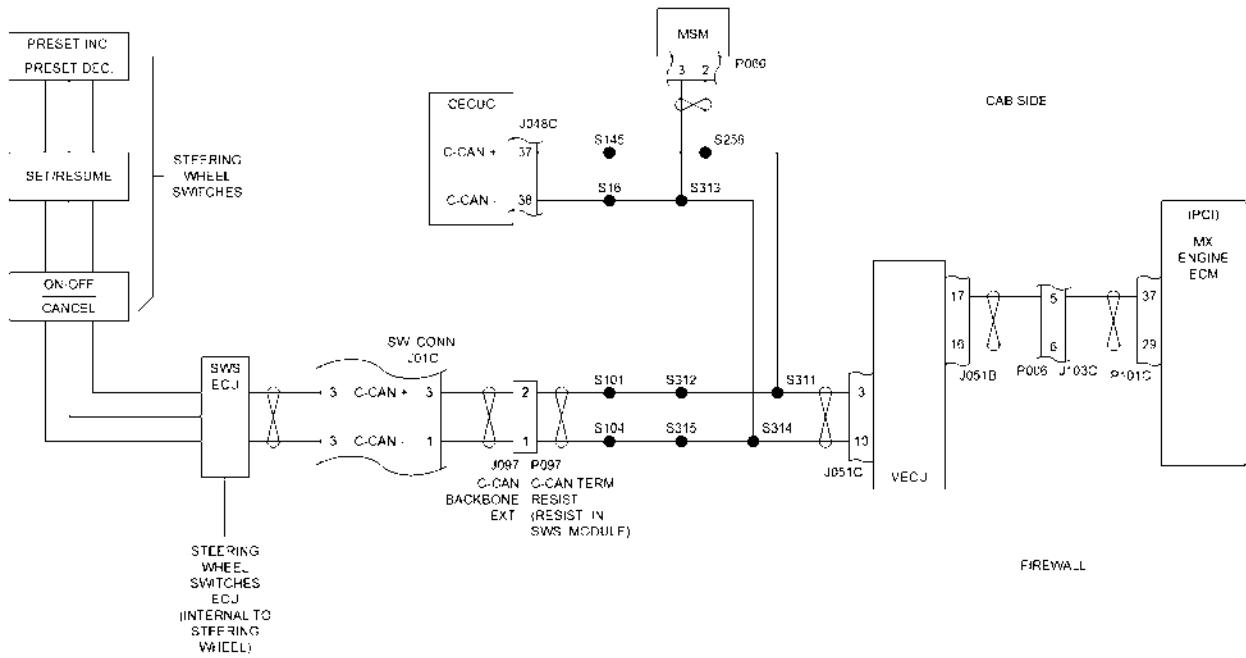 PRESET INC
PRESET DEC.
SET/RESUME
ON-OFF
CANCEL
STEERING
WHEEL
SWITCHES
MSM
3 2
P066
CECUC
J048C
C-CAN + 37
C-CAN - 38
S145
S256
S16
S313
CAB SIDE
(PCI)
MX
ENGINE
ECM
17
16
J051B
5
6
P006 J103C
37
29
P101C
SWS
ECU
SW CONN
J01C
3 C-CAN + 3
3 C-CAN - 1
2
1
S101
S312
S311
S104
S315
S314
3
10
J051C
VECU
J097 P097
C-CAN C-CAN TERM
BACKBONE RESIST
EXT (RESIST IN
SWS MODULE)
STEERING
WHEEL
SWITCHES
ECU
(INTERNAL TO
STEERING
WHEEL)
FIREWALL